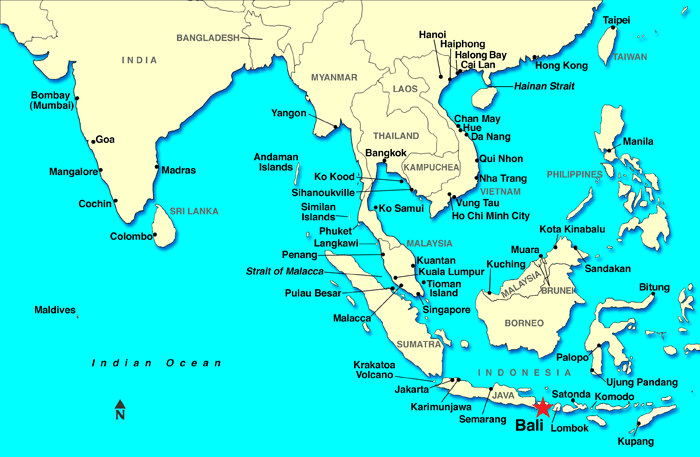 Taipei
Hanoi
Haiphong
BANGLADESH
Halong Bay
Cai Lan
TAIWAN
INDIA
Hong Kong
MYANMAR
LAOS
Hainan Strait
Bombay
(Mumbai)
Yangon
Chan May
Hue
Da Nang
THAILAND
Goa
Manila
Bangkok
Andaman
Islands
Qui Nhon
Mangalore
Madras
KAMPUCHEA
Ko Kood
Nha Trang
PHILIPPINES
Sihanoukville
VIETNAM
Cochin
SRI LANKA
Similan
Islands
Ko Samui
Vung Tau
Ho Chi Minh City
Colombo
Phuket
Kota Kinabalu
Langkawi
MALAYSIA
Muara
Penang
Kuantan
Kuching
Sandakan
Strait of Malacca
Kuala Lumpur
MALAYSIA
Tioman
Island
BRUNEI
Bitung
Pulau Besar
Maldives
Singapore
Malacca
BORNEO
SUMATRA
Palopo
Indian Ocean
Krakatoa
Volcano
INDONESIA
Ujung Pandang
Jakarta
JAVA
Satonda
Komodo
Karimunjawa
N
Semarang
Bali
Lombok
Kupang